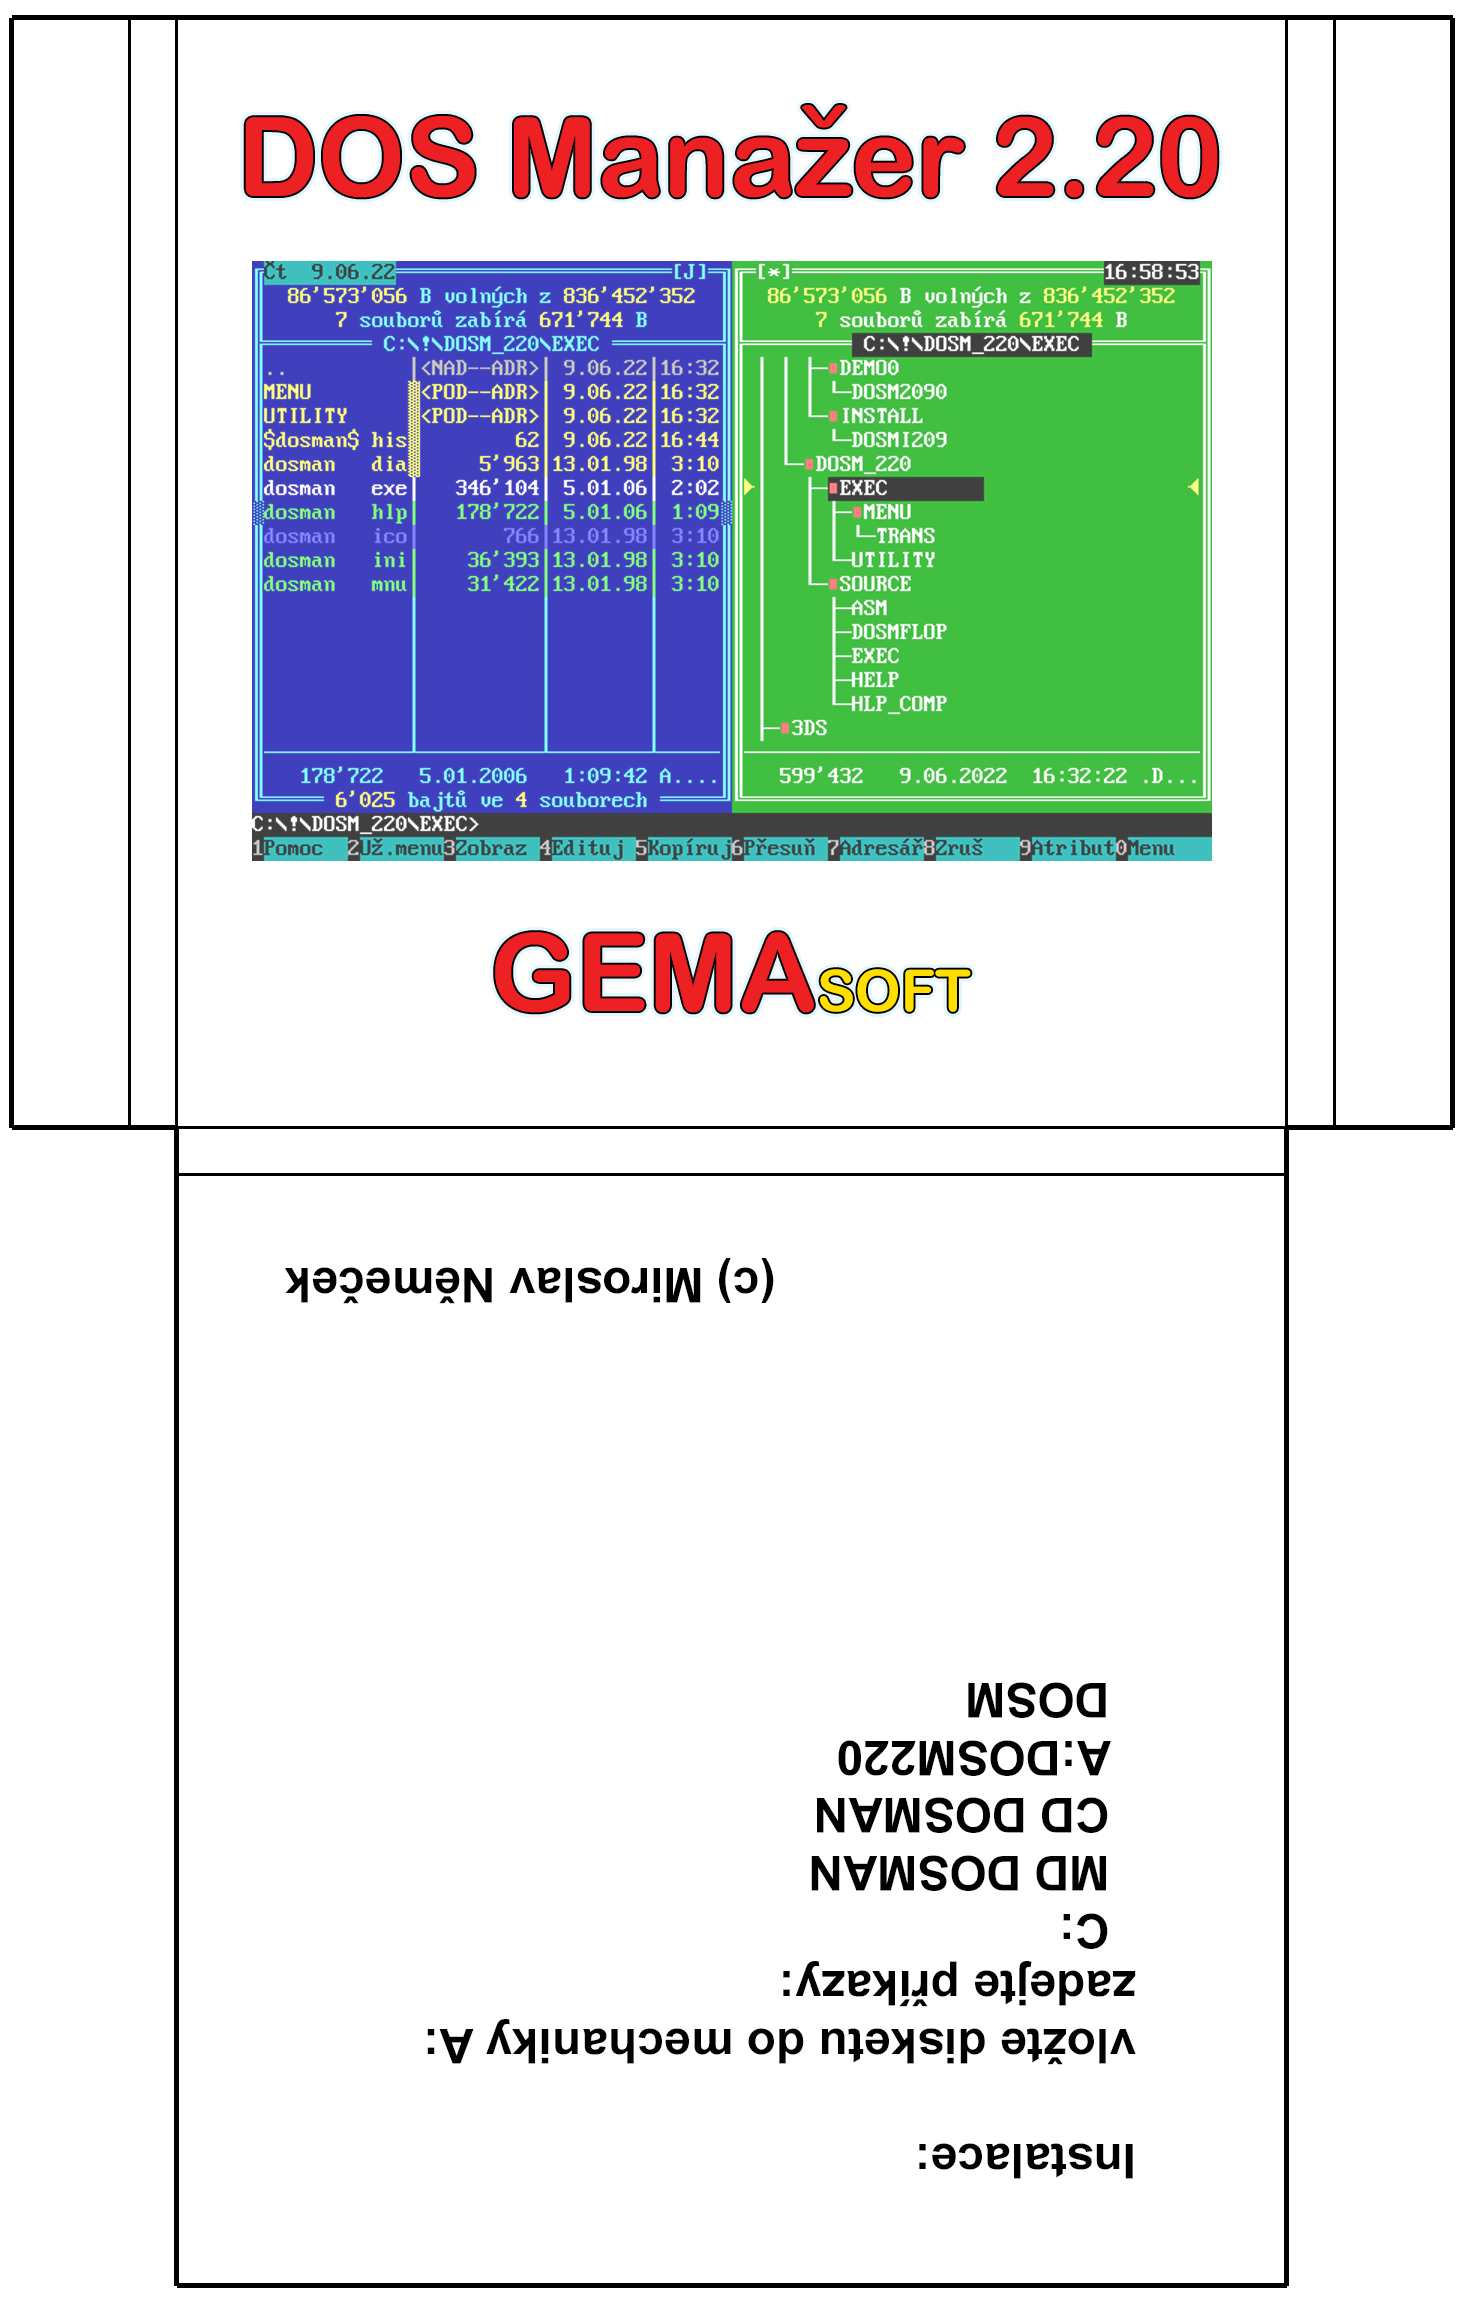 DOS Manažer 2.20
Čt 9.06.22 [J]
86'573'056 B volných z 836'452'352
7 souborů zabírá 671'744 B
C:\!\DOSM_220\EXEC
.. <NAD--ADR> 9.06.22 16:32
MENU <POD--ADR> 9.06.22 16:32
UTILITY <POD--ADR> 9.06.22 16:32
$dosman$ his 62 9.06.22 16:44
dosman dia 5'963 13.01.98 3:10
dosman exe 346'104 5.01.06 2:02
dosman hlp 178'722 5.01.06 1:09
dosman ico 766 13.01.98 3:10
dosman ini 36'393 13.01.98 3:10
dosman mnu 31'422 13.01.98 3:10
178'722 5.01.2006 1:09:42 A....
6'025 bajtů ve 4 souborech
[*] 16:58:53
86'573'056 B volných z 836'452'352
7 souborů zabírá 671'744 B
C:\!\DOSM_220\EXEC
DEMO0
DOSM2090
INSTALL
DOSMI209
DOSM_220
EXEC
MENU
TRANS
UTILITY
SOURCE
ASM
DOSMFLOP
EXEC
HELP
HLP_COMP
3DS
599'432 9.06.2022 16:32:22 .D...
C:\!\DOSM_220\EXEC>
1Pomoc 2Už.menu 3Zobraz 4Edituj 5Kopíruj 6Přesuň 7Adresář 8Zruš 9Atribut 0Menu
GEMASOFT
Instalace:
vložte disketu do mechaniky A:
zadejte příkazy:
C:
MD DOSMAN
CD DOSMAN
A:DOSM220
DOSM
(c) Miroslav Němeček